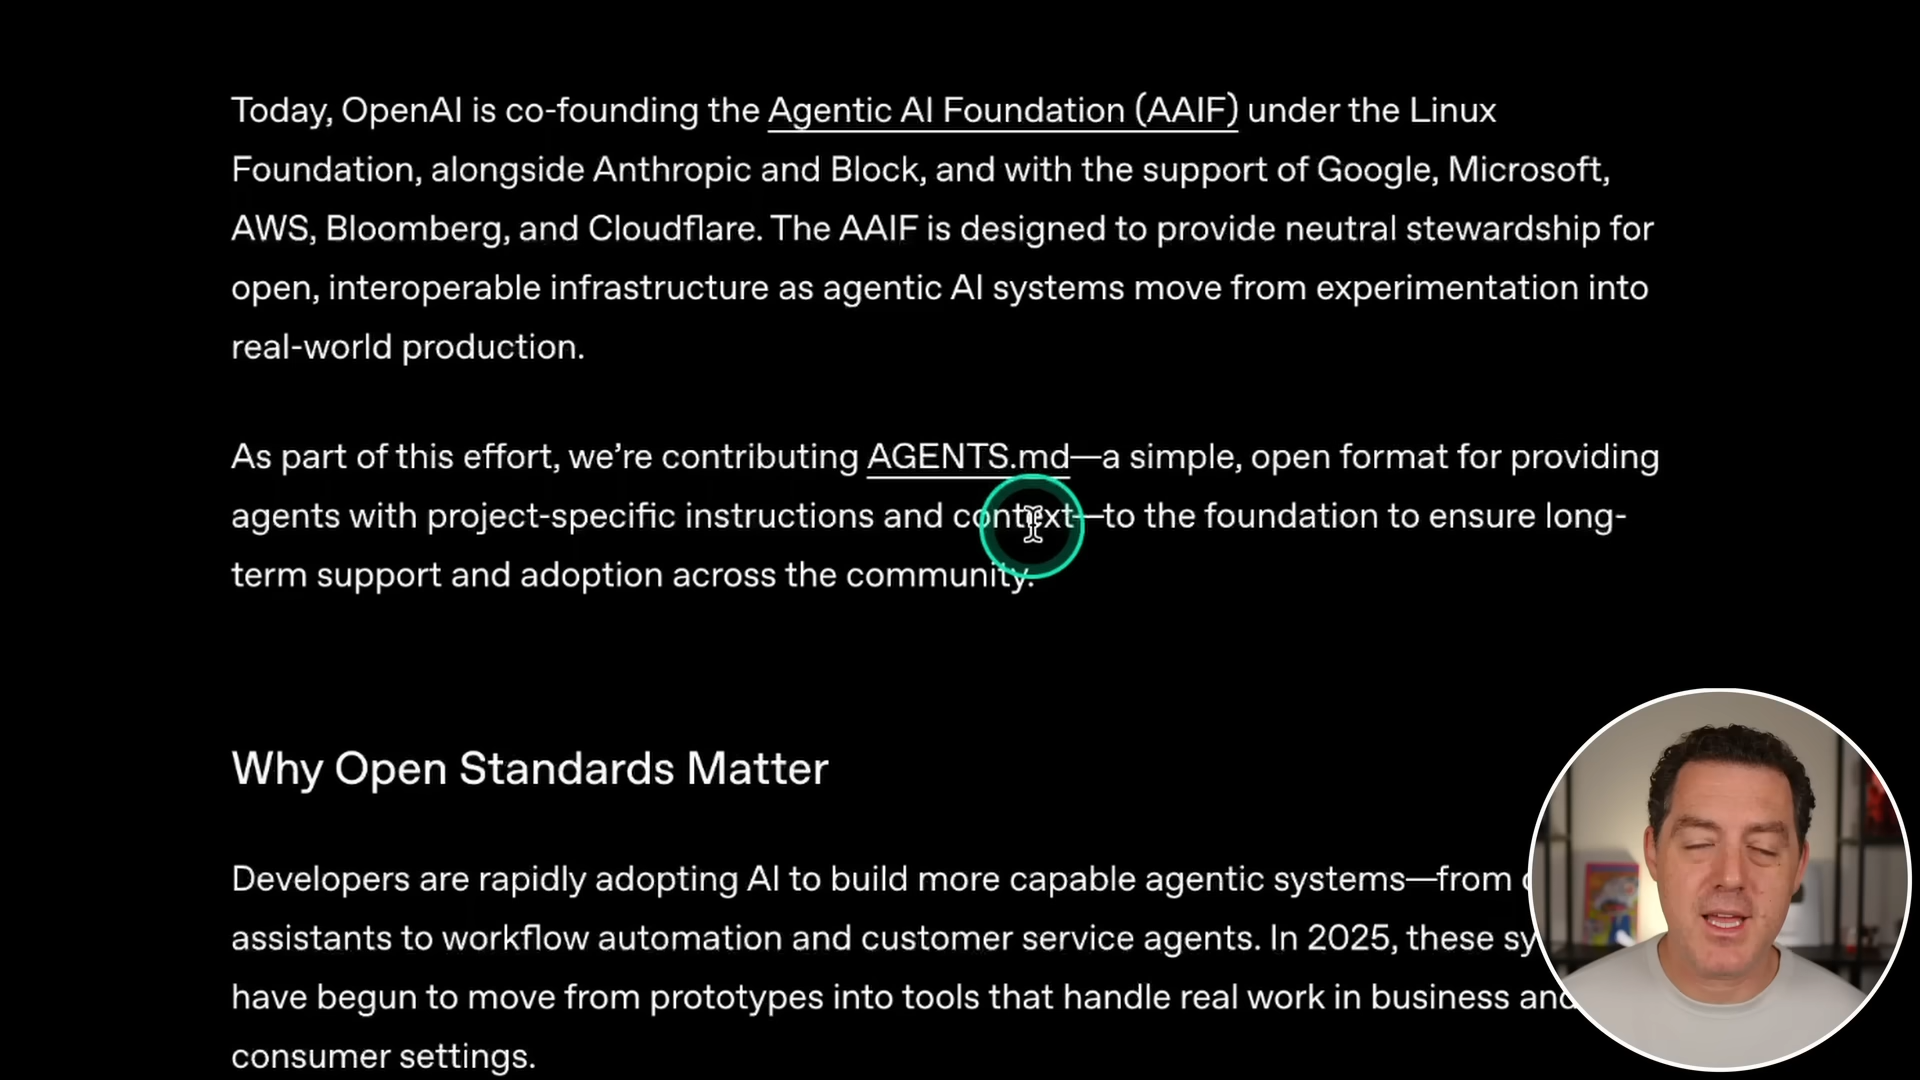 Today, OpenAI is co-founding the Agentic AI Foundation (AAIF) under the Linux
Foundation, alongside Anthropic and Block, and with the support of Google, Microsoft,
AWS, Bloomberg, and Cloudflare. The AAIF is designed to provide neutral stewardship for
open, interoperable infrastructure as agentic AI systems move from experimentation into
real-world production.
As part of this effort, we’re contributing AGENTS.md—a simple, open format for providing
agents with project-specific instructions and context—to the foundation to ensure long-
term support and adoption across the community.
Why Open Standards Matter
Developers are rapidly adopting AI to build more capable agentic systems—from
assistants to workflow automation and customer service agents. In 2025, these
have begun to move from prototypes into tools that handle real work in business and
consumer settings.